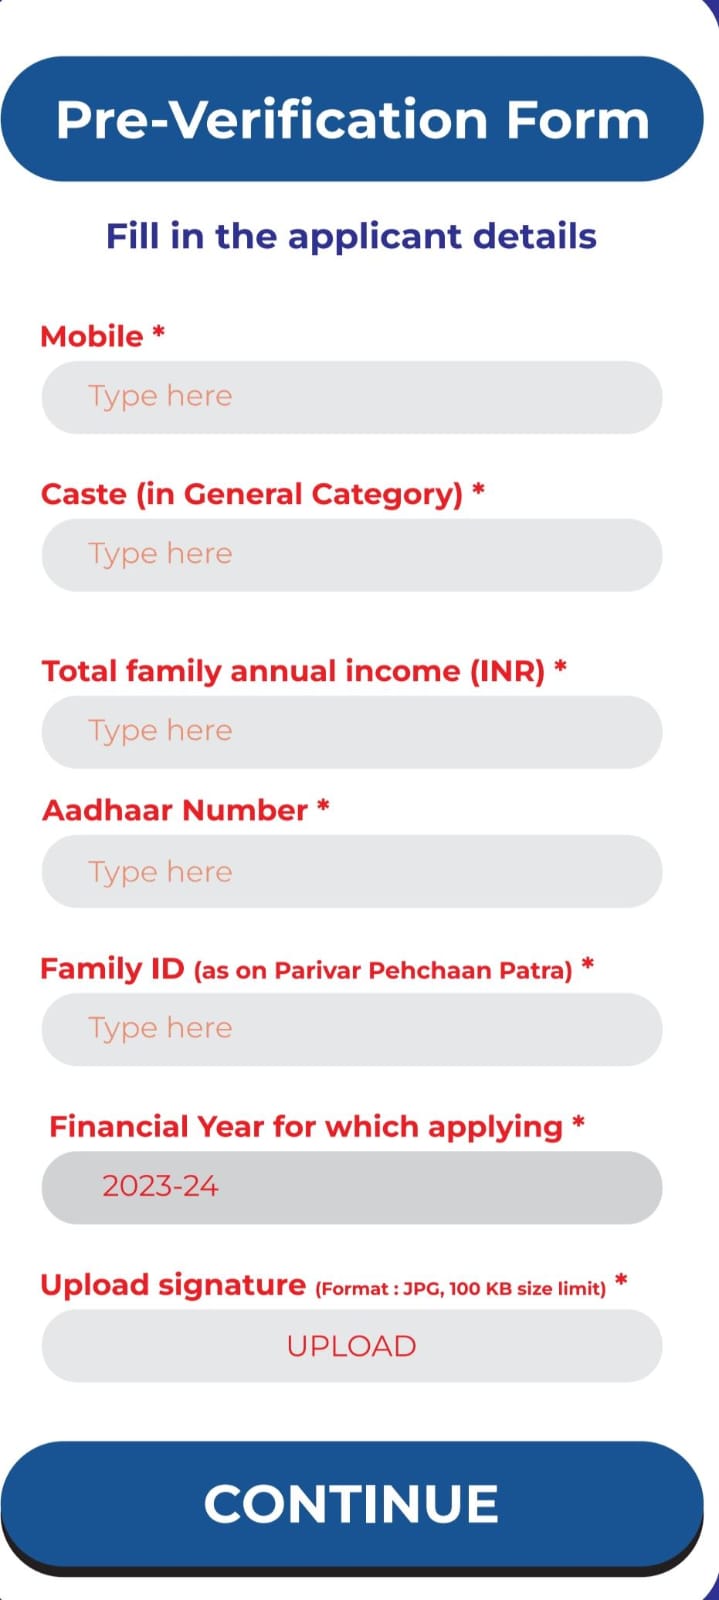 Pre-Verification Form
Fill in the applicant details
Mobile *
Type here
Caste (in General Category) *
Type here
Total family annual income (INR) *
Type here
Aadhaar Number *
Type here
Family ID (as on Parivar Pehchaan Patra) *
Type here
Financial Year for which applying *
2023-24
Upload signature (Format : JPG, 100 KB size limit) *
UPLOAD
CONTINUE